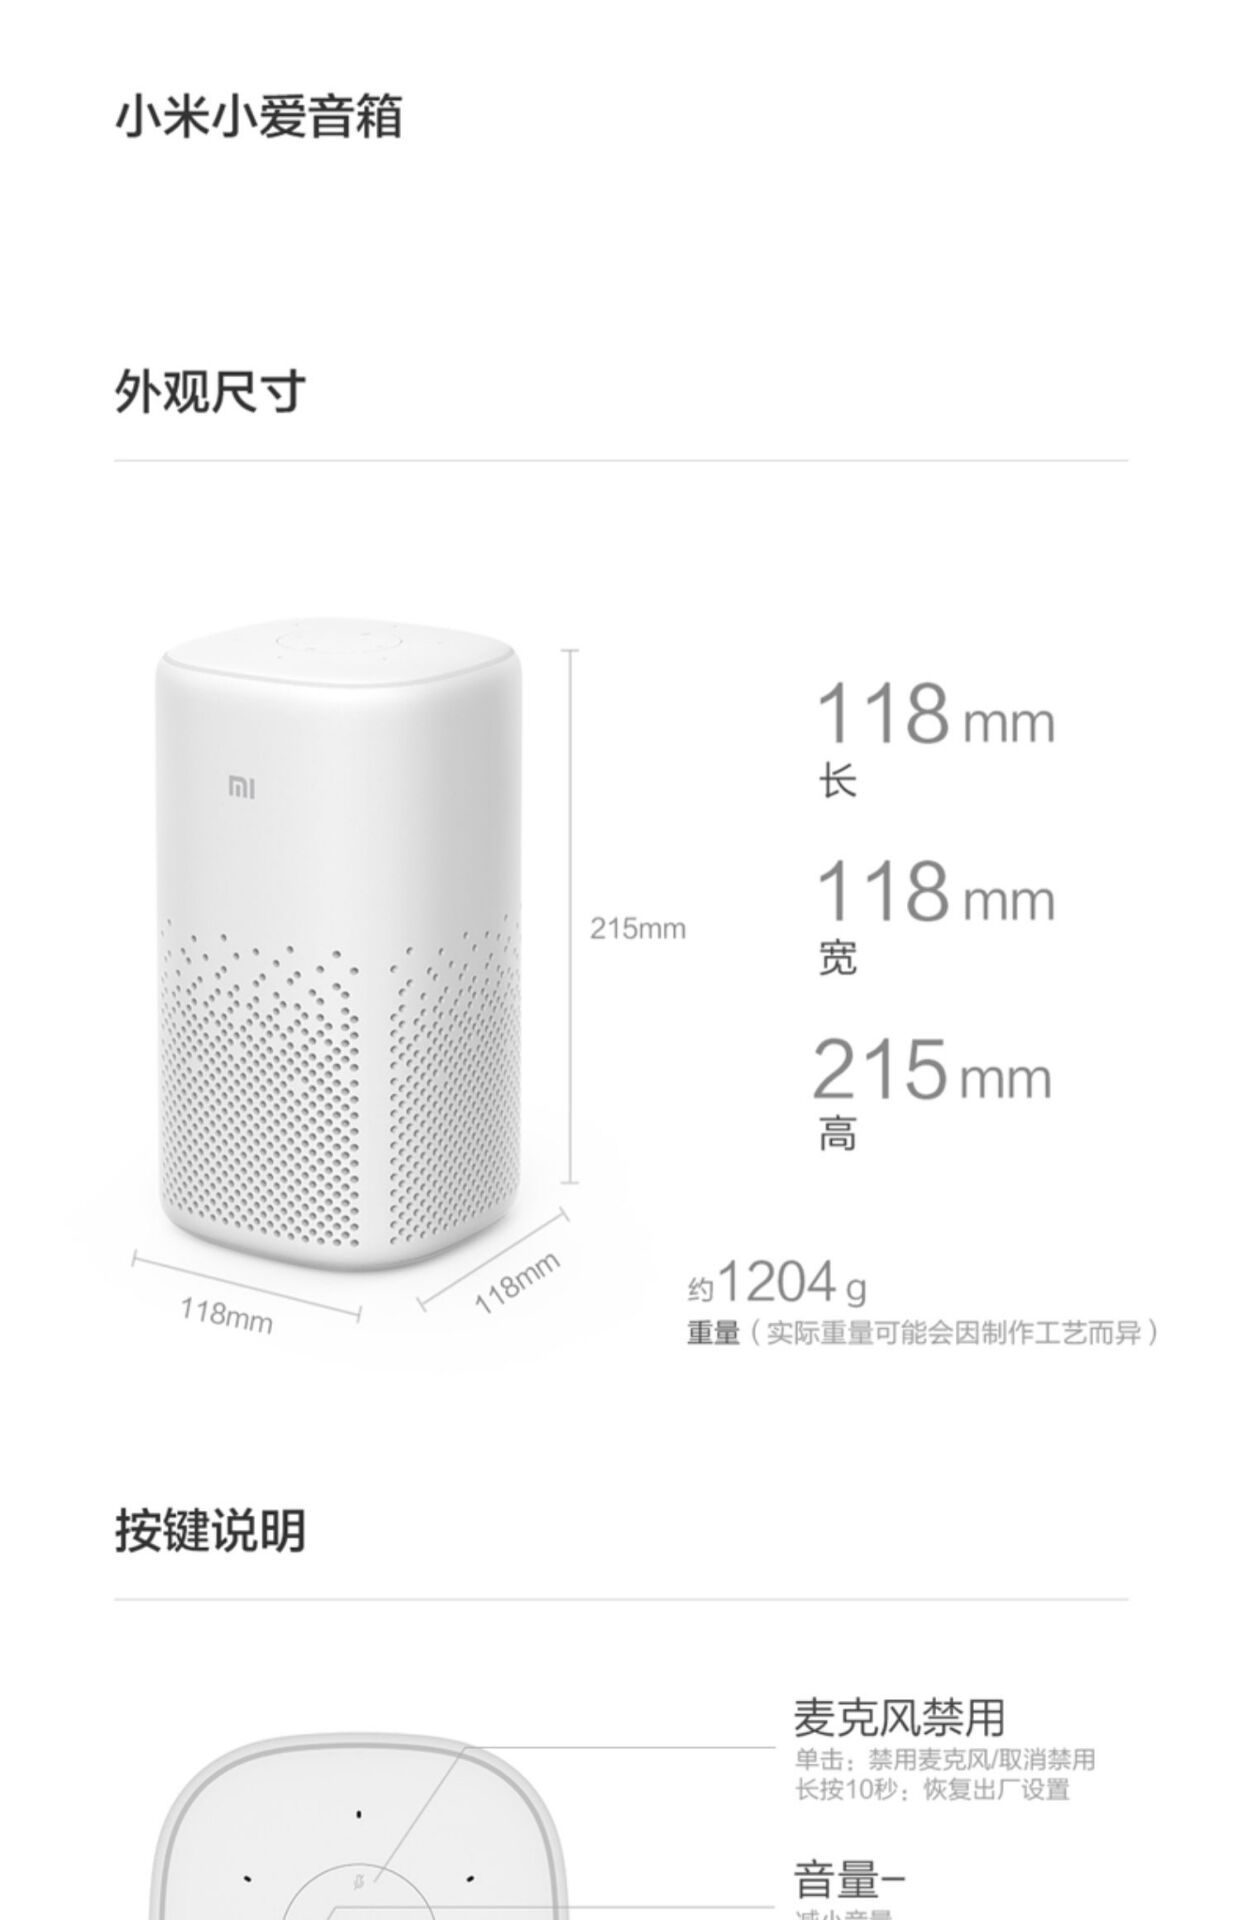 小米小爱音箱
外观尺寸
mi
118 mm
长
118 mm
宽
215mm
215 mm
高
118mm
118mm
约1204 g
重量（实际重量可能会因制作工艺而异）
按键说明
麦克风禁用
单击：禁用麦克风/取消禁用
长按10秒：恢复出厂设置
音量−
减小音量